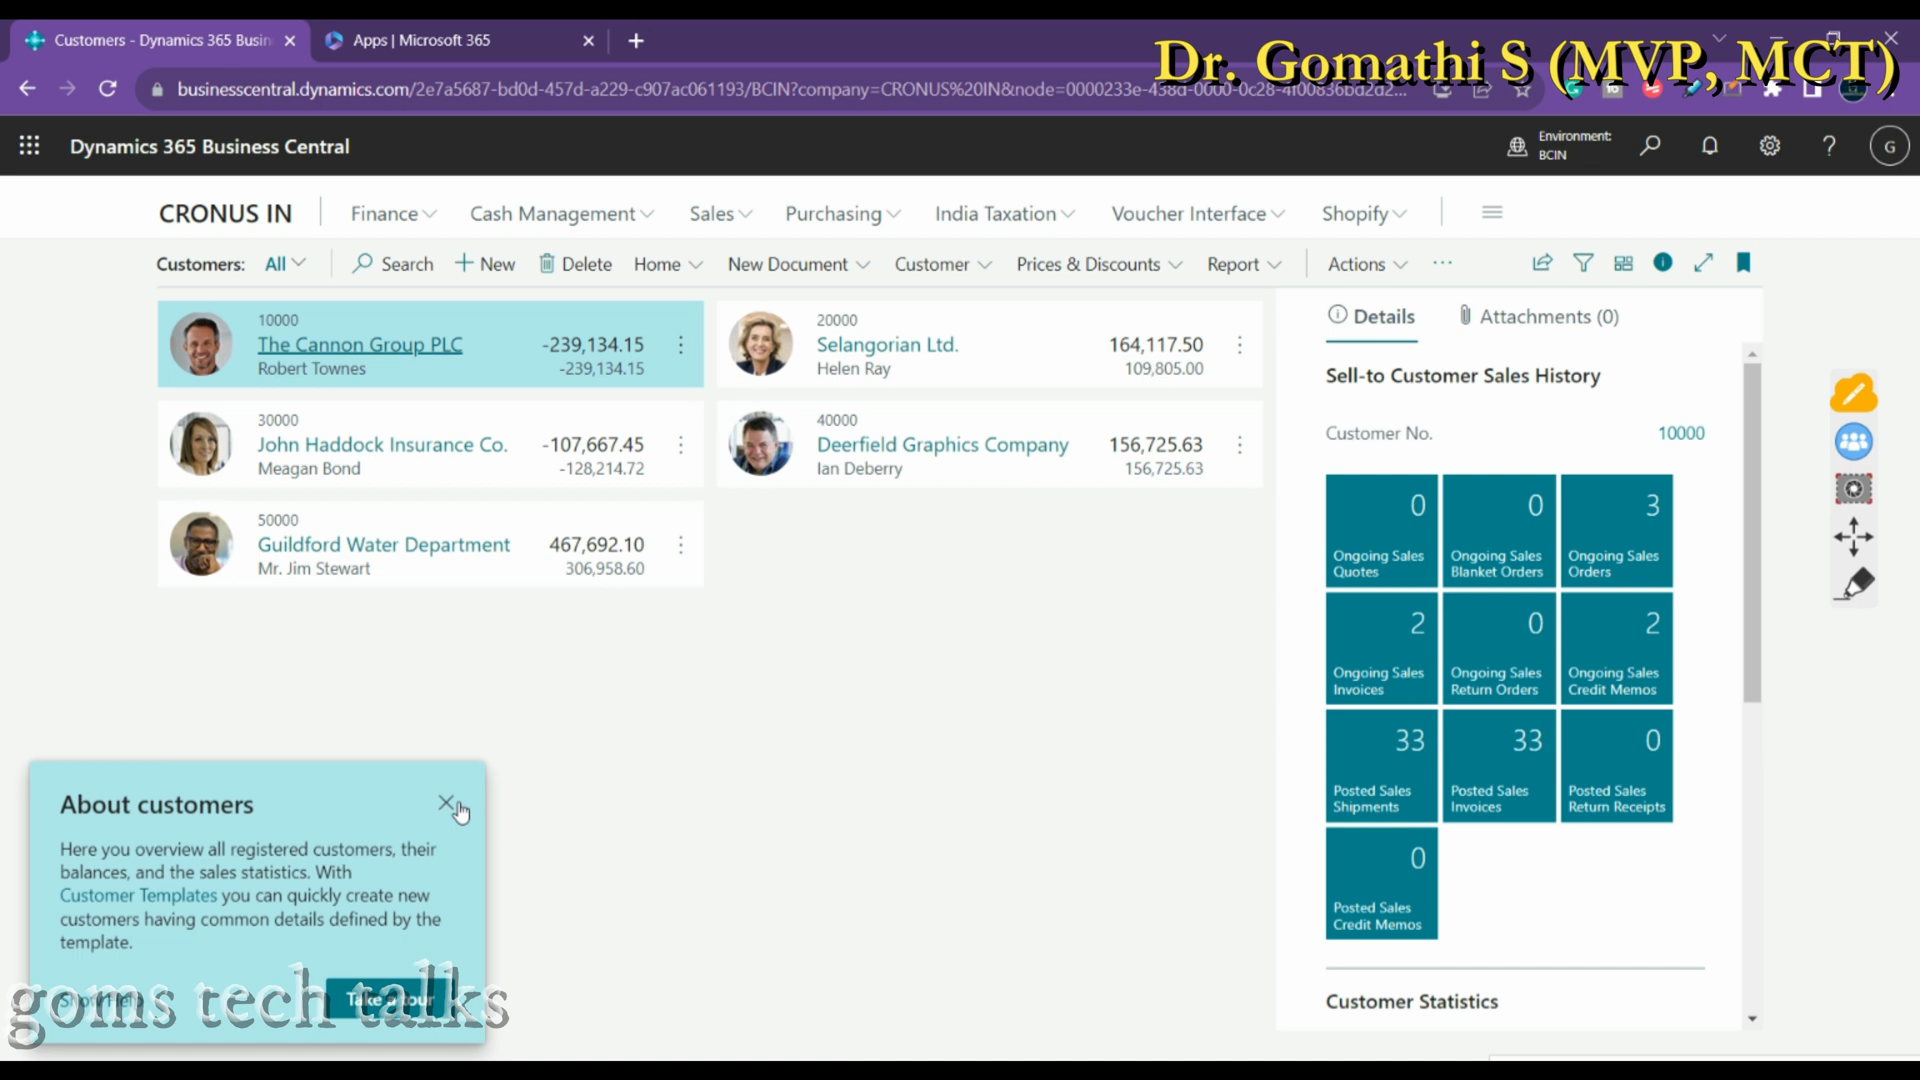 Customers - Dynamics 365 Busin
Apps | Microsoft 365
Dr. Gomathi S (MVP, MCT)
businesscentral.dynamics.com/2e7a5687-bd0d-457d-a229-c907ac061193/BCIN?company=CRONUS%20IN&node=0000233e-438d-0000-0c28-4f00836bd2d2...
Dynamics 365 Business Central
Environment:
BCIN
G
CRONUS IN
Finance
Cash Management
Sales
Purchasing
India Taxation
Voucher Interface
Shopify
Customers:
All
Search
New
Delete
Home
New Document
Customer
Prices & Discounts
Report
Actions
10000
The Cannon Group PLC
-239,134.15
Robert Townes
-239,134.15
20000
Selangorian Ltd.
164,117.50
Helen Ray
109,805.00
30000
John Haddock Insurance Co.
-107,667.45
Meagan Bond
-128,214.72
40000
Deerfield Graphics Company
156,725.63
Ian Deberry
156,725.63
50000
Guildford Water Department
467,692.10
Mr. Jim Stewart
306,958.60
Details
Attachments (0)
Sell-to Customer Sales History
Customer No.
10000
0
Ongoing Sales
Quotes
0
Ongoing Sales
Blanket Orders
3
Ongoing Sales
Orders
2
Ongoing Sales
Invoices
0
Ongoing Sales
Return Orders
2
Ongoing Sales
Credit Memos
33
Posted Sales
Shipments
33
Posted Sales
Invoices
0
Posted Sales
Return Receipts
0
Posted Sales
Credit Memos
Customer Statistics
About customers
Here you overview all registered customers, their
balances, and the sales statistics. With
Customer Templates you can quickly create new
customers having common details defined by the
template.
Show Help
Take a tour
goms tech talks